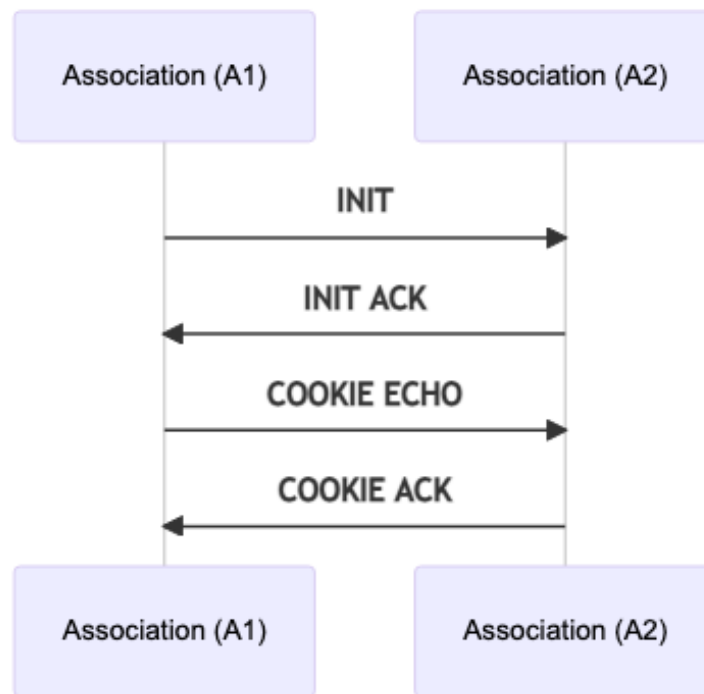 Association (A1)
Association (A2)
INIT
INIT ACK
COOKIE ECHO
COOKIE ACK
Association (A1)
Association (A2)